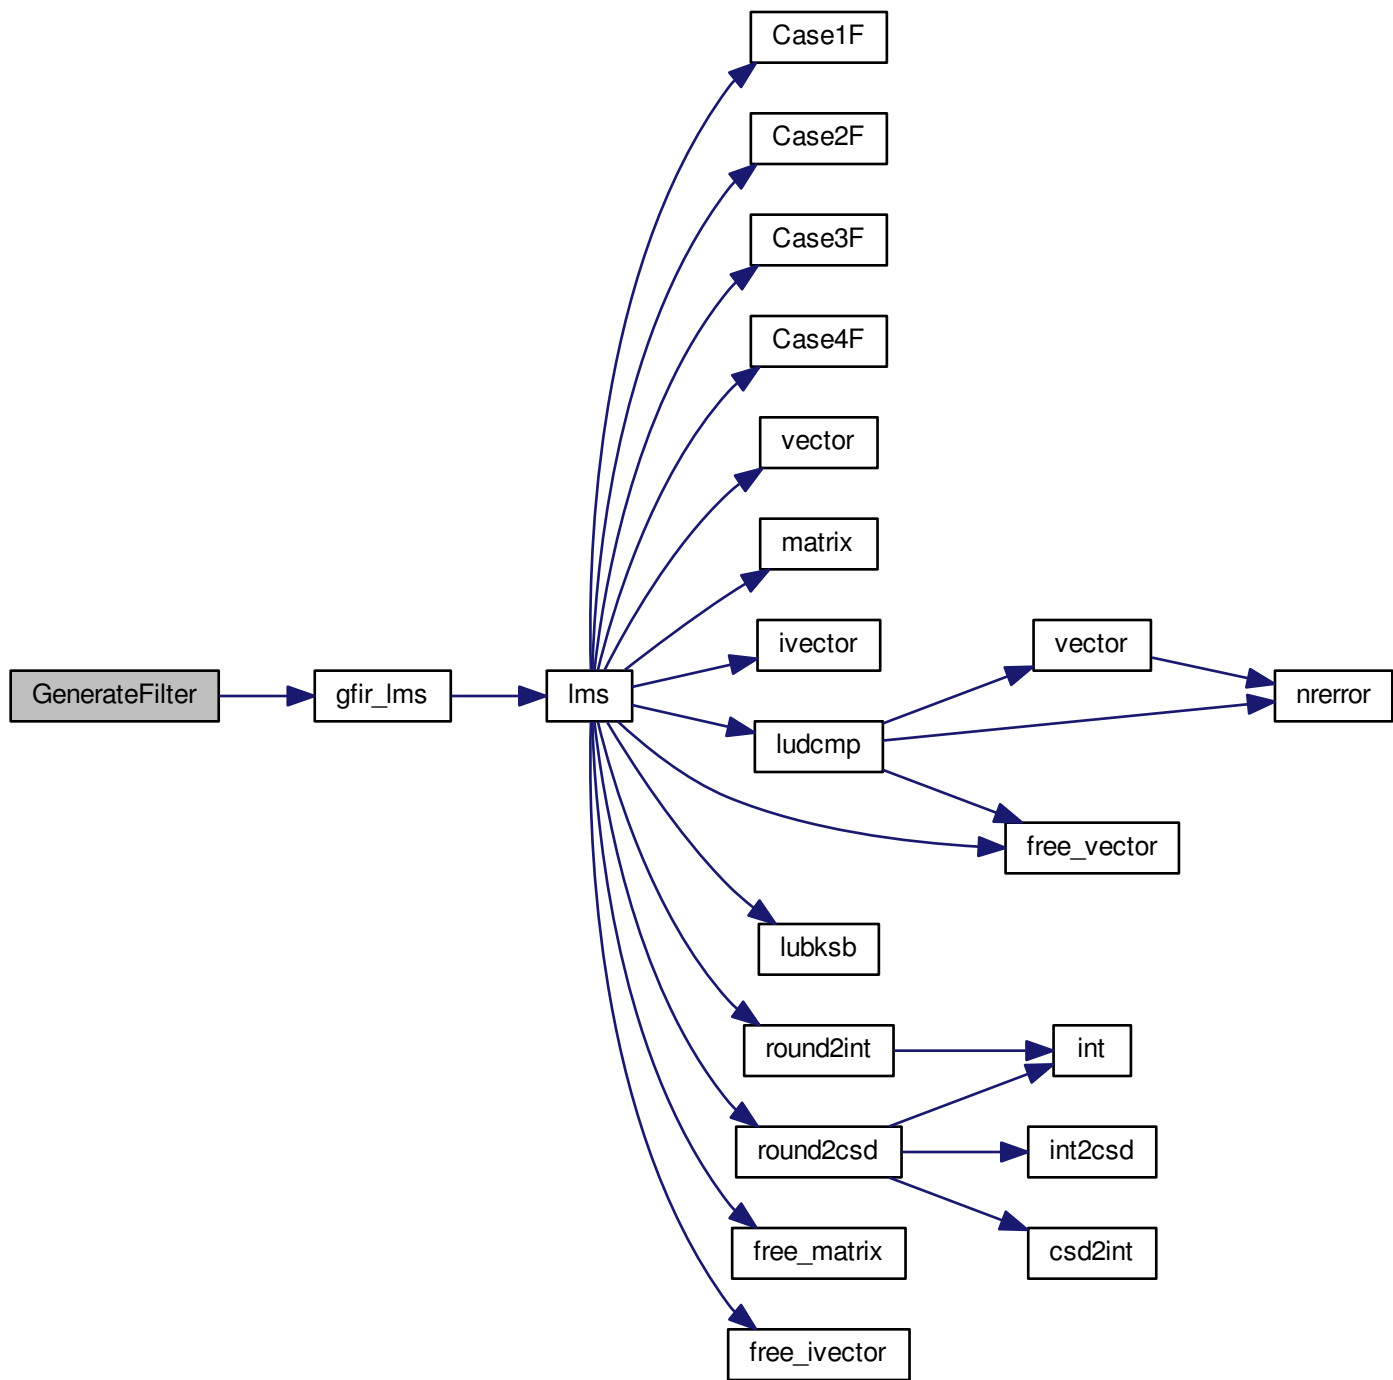 Case1F
Case2F
Case3F
Case4F
vector
matrix
ivector
vector
GenerateFilter
gfir_lms
lms
nrerror
ludcmp
free_vector
lubksb
round2int
int
round2csd
int2csd
free_matrix
csd2int
free_ivector